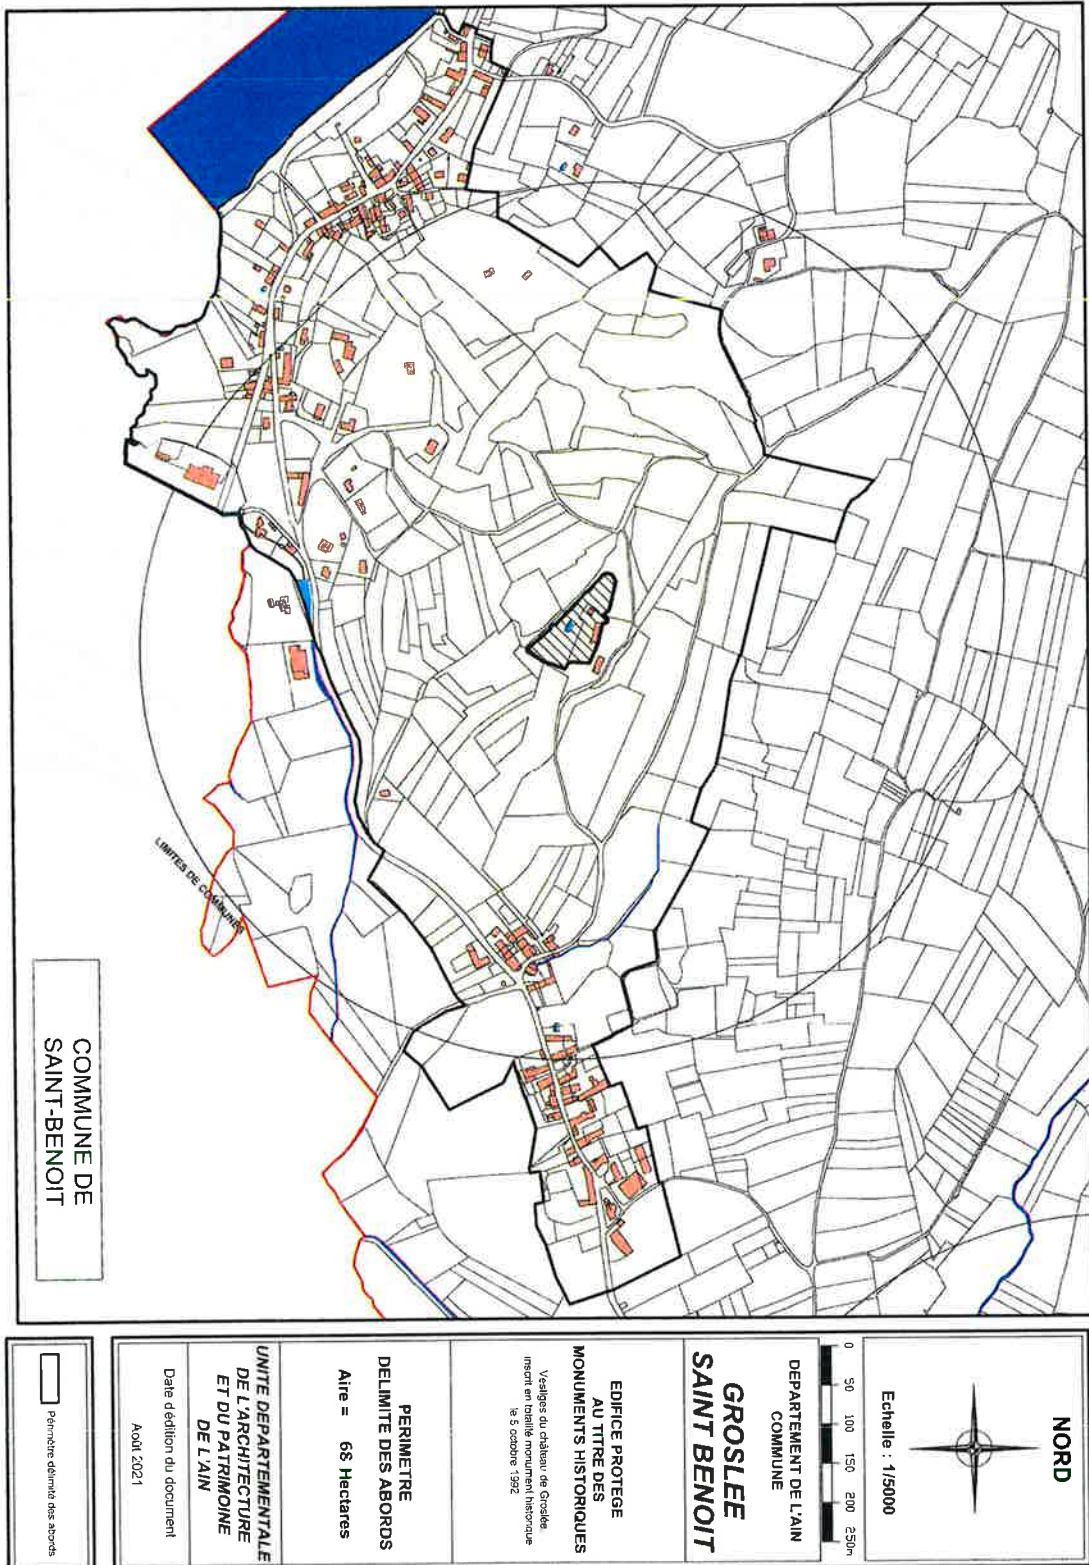 NORD
Echelle : 1/5000
0 50 100 150 200 250m
DEPARTEMENT DE L'AIN
COMMUNE
GROSLEE
SAINT BENOIT
EDIFICE PROTEGE
AU TITRE DES
MONUMENTS HISTORIQUES
Vestiges du château de Groslée
inscrit en totalité monument historique
le 5 octobre 1992
PERIMETRE
DELIMITE DES ABORDS
Aire = 68 Hectares
UNITE DEPARTEMENTALE
DE L'ARCHITECTURE
ET DU PATRIMOINE
DE L'AIN
Date d'édition du document
Août 2021
Périmètre délimité des abords
LIMITES DE COMMUNES
COMMUNE DE
SAINT-BENOIT